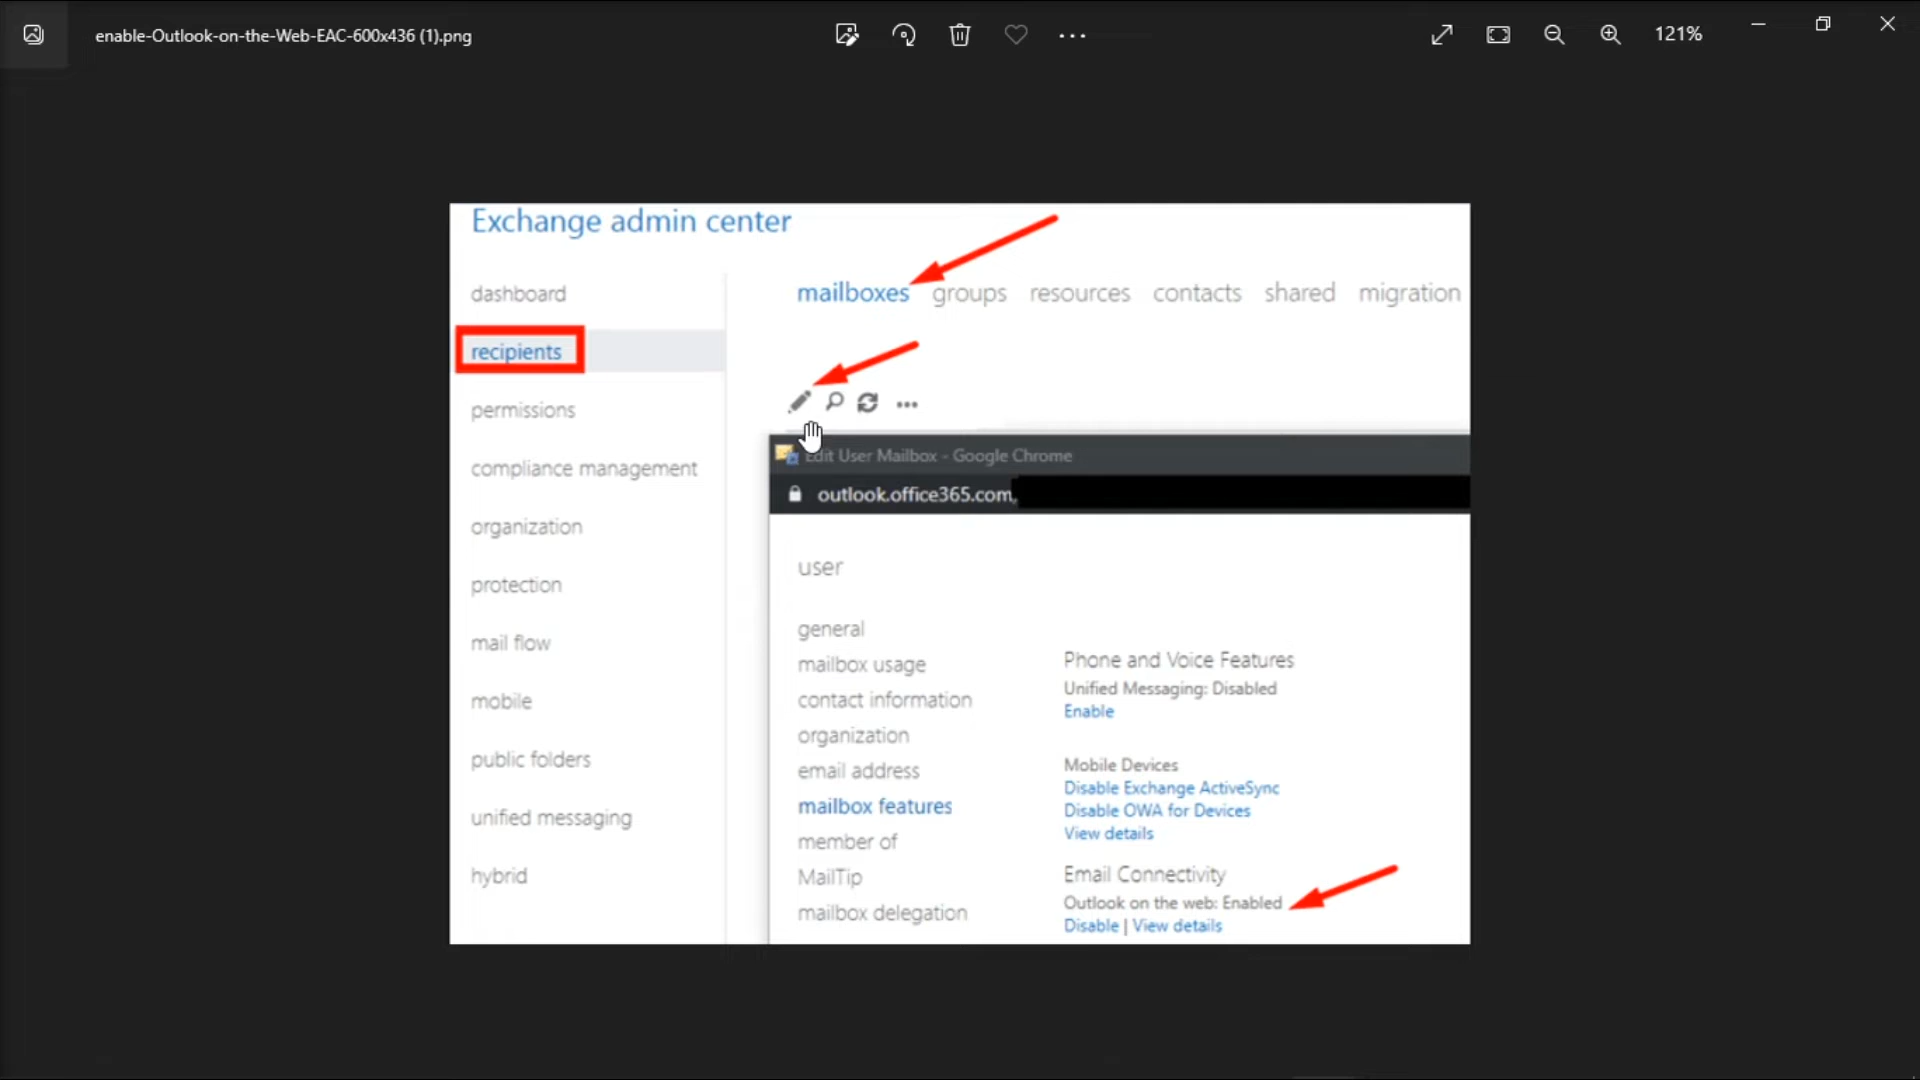 enable-Outlook-on-the-Web-EAC-600x436 (1).png
121%
Exchange admin center
dashboard
recipients
permissions
compliance management
organization
protection
mail flow
mobile
public folders
unified messaging
hybrid
mailboxes groups resources contacts shared migration
Edit User Mailbox - Google Chrome
outlook.office365.com
user
general
mailbox usage
contact information
organization
email address
mailbox features
member of
MailTip
mailbox delegation
Phone and Voice Features
Unified Messaging: Disabled
Enable
Mobile Devices
Disable Exchange ActiveSync
Disable OWA for Devices
View details
Email Connectivity
Outlook on the web: Enabled
Disable | View details